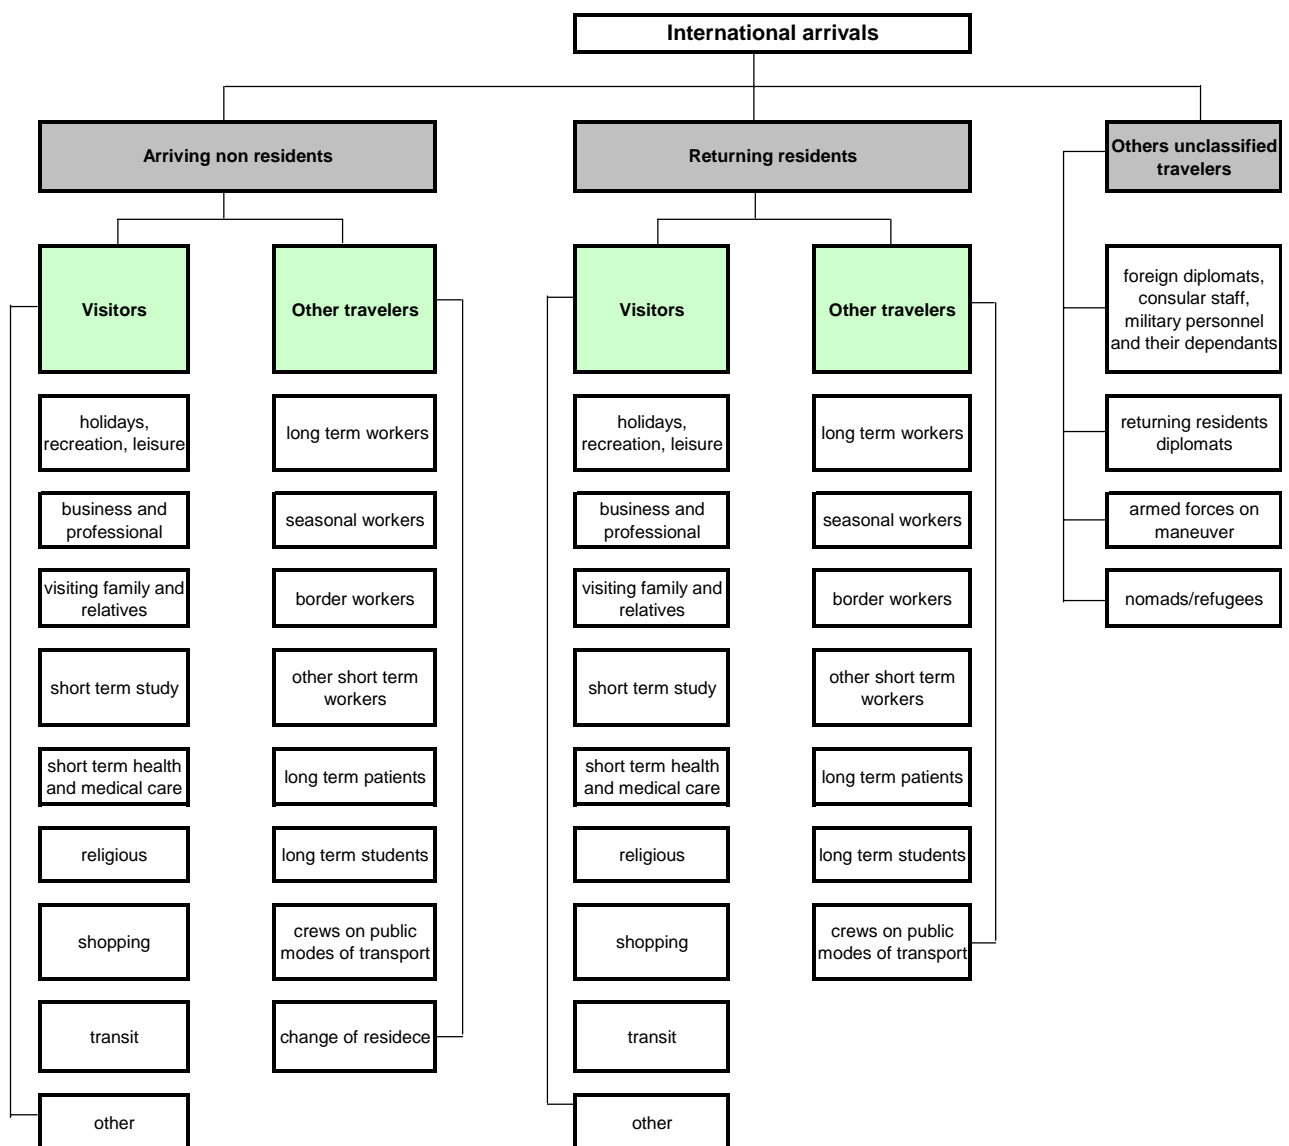 International arrivals
Arriving non residents
Returning residents
Others unclassified
travelers
Visitors
Other travelers
Visitors
Other travelers
foreign diplomats,
consular staff,
military personnel
and their dependants
holidays,
recreation, leisure
long term workers
holidays,
recreation, leisure
long term workers
returning residents
diplomats
business and
professional
seasonal workers
business and
professional
seasonal workers
armed forces on
maneuver
visiting family and
relatives
border workers
visiting family and
relatives
border workers
nomads/refugees
short term study
other short term
workers
short term study
other short term
workers
short term health
and medical care
long term patients
short term health
and medical care
long term patients
religious
long term students
religious
long term students
shopping
crews on public
modes of transport
shopping
crews on public
modes of transport
transit
change of residece
transit
other
other